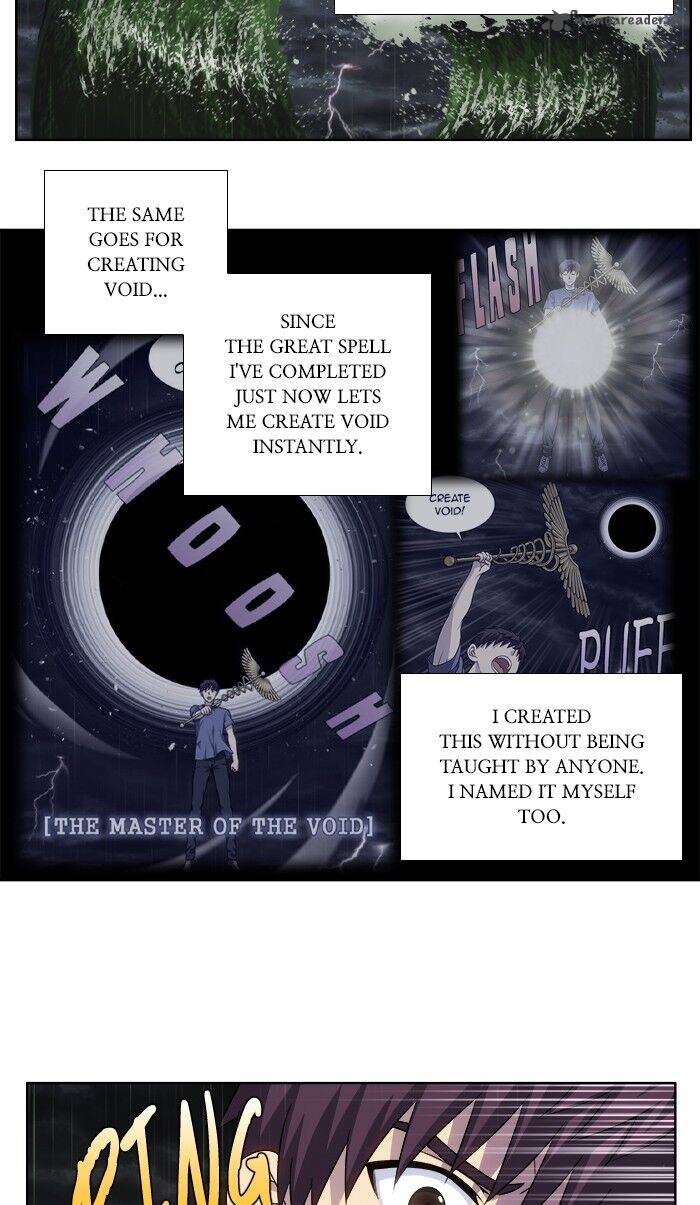 THE SAME
GOES FOR
CREATING
VOID...
SINCE
THE GREAT SPELL
I'VE COMPLETED
JUST NOW LETS
ME CREATE VOID
INSTANTLY.
FLASH
WHOOSH
CREATE
VOID!
PUFF
I CREATED
THIS WITHOUT BEING
TAUGHT BY ANYONE.
I NAMED IT MYSELF
TOO.
[THE MASTER OF THE VOID]
RING